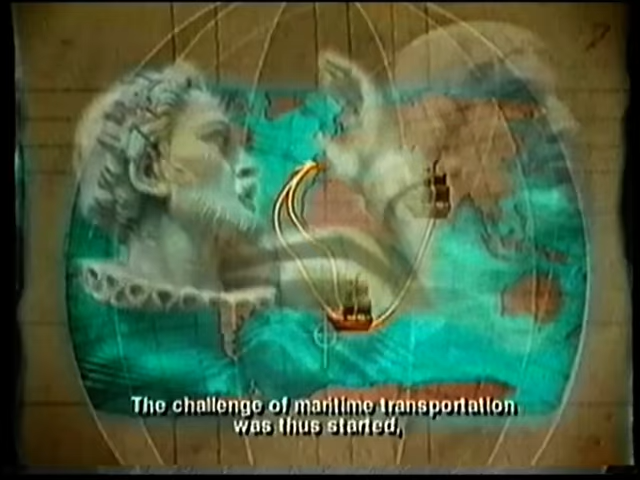 The challenge of maritime transportation
was thus started,